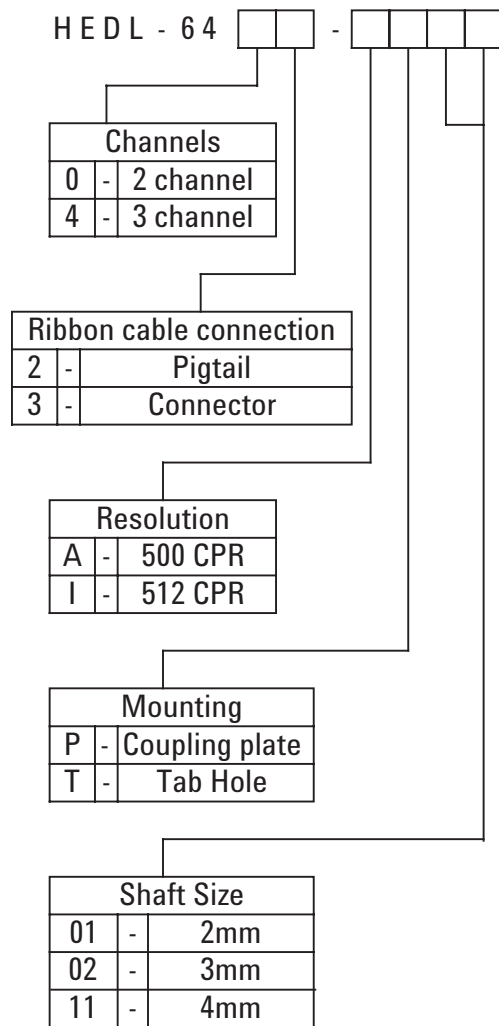 HEDL - 64 -
Channels
0 - 2 channel
4 - 3 channel
Ribbon cable connection
2 - Pigtail
3 - Connector
Resolution
A - 500 CPR
I - 512 CPR
Mounting
P - Coupling plate
T - Tab Hole
Shaft Size
01 - 2mm
02 - 3mm
11 - 4mm